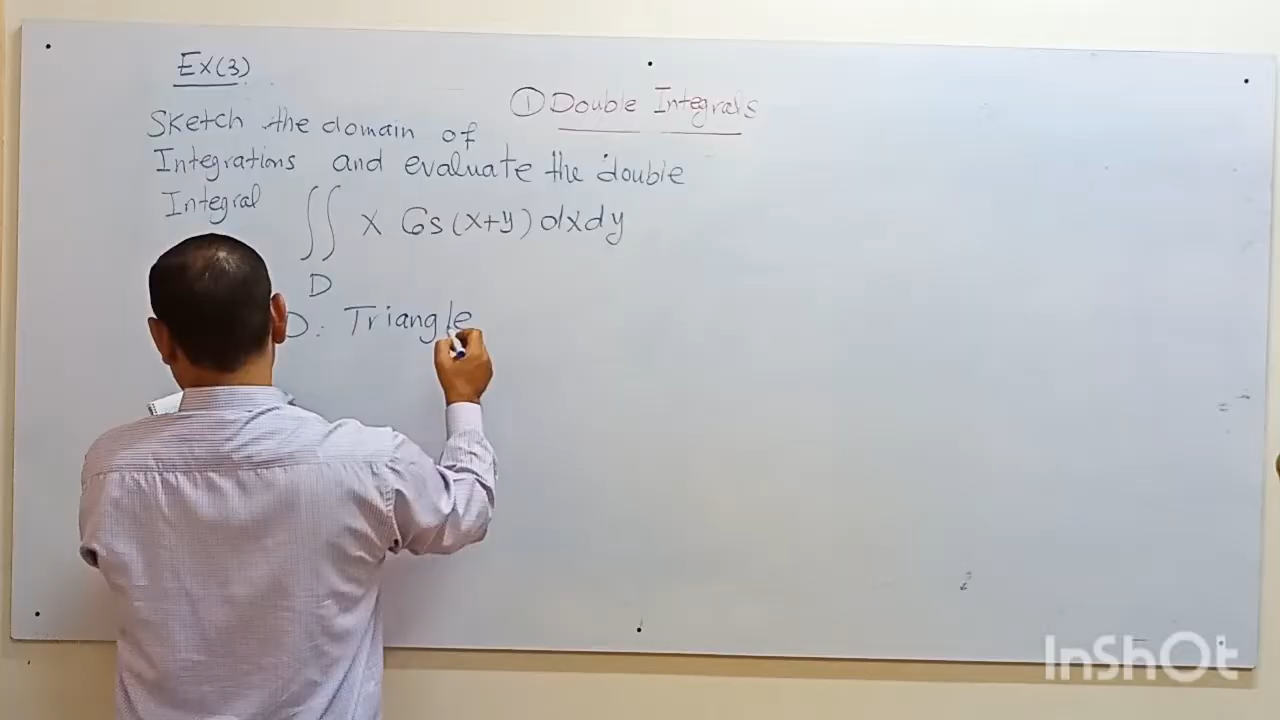 Ex(3)
① Double Integrals
Sketch the domain of
Integrations and evaluate the double
Integral ∬ x Cos(x+y) dxdy
D
D: Triangle
InShOt